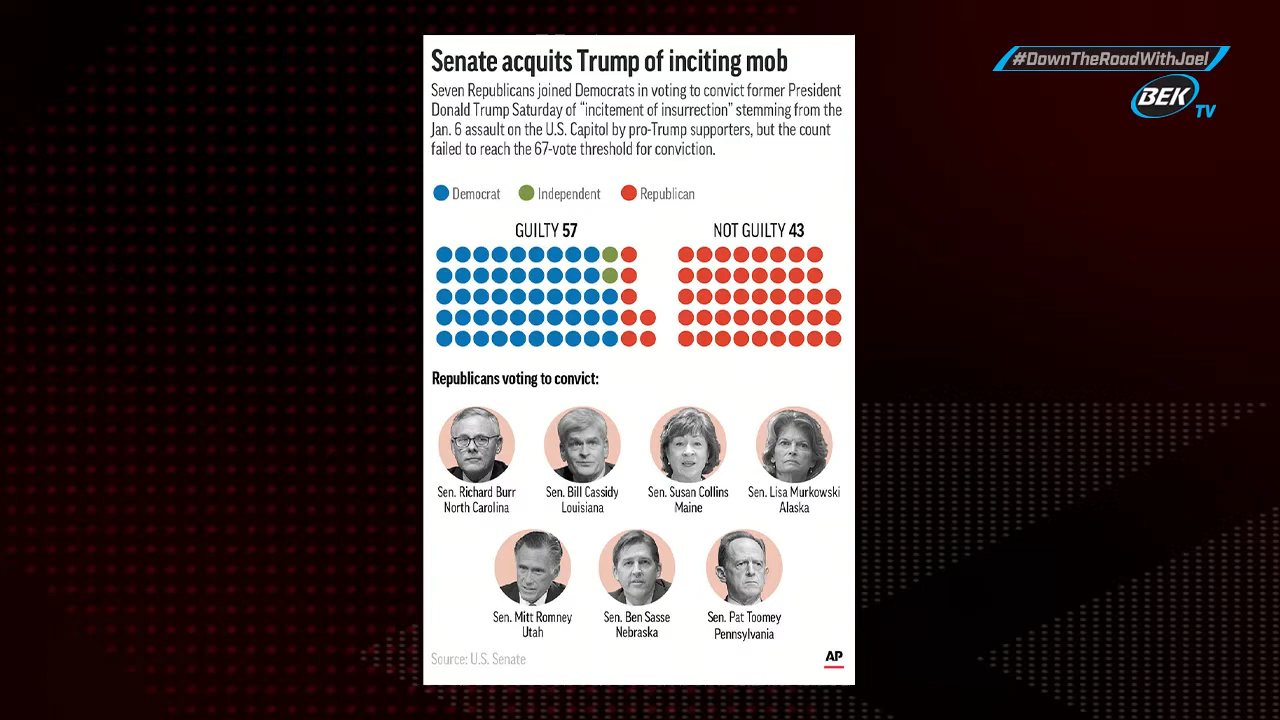 #DownTheRoadWithJoel
BEK TV
Senate acquits Trump of inciting mob
Seven Republicans joined Democrats in voting to convict former President
Donald Trump Saturday of “incitement of insurrection” stemming from the
Jan. 6 assault on the U.S. Capitol by pro-Trump supporters, but the count
failed to reach the 67-vote threshold for conviction.
Democrat Independent Republican
GUILTY 57 NOT GUILTY 43
Republicans voting to convict:
Sen. Richard Burr Sen. Bill Cassidy Sen. Susan Collins Sen. Lisa Murkowski
North Carolina Louisiana Maine Alaska
Sen. Mitt Romney Sen. Ben Sasse Sen. Pat Toomey
Utah Nebraska Pennsylvania
Source: U.S. Senate AP